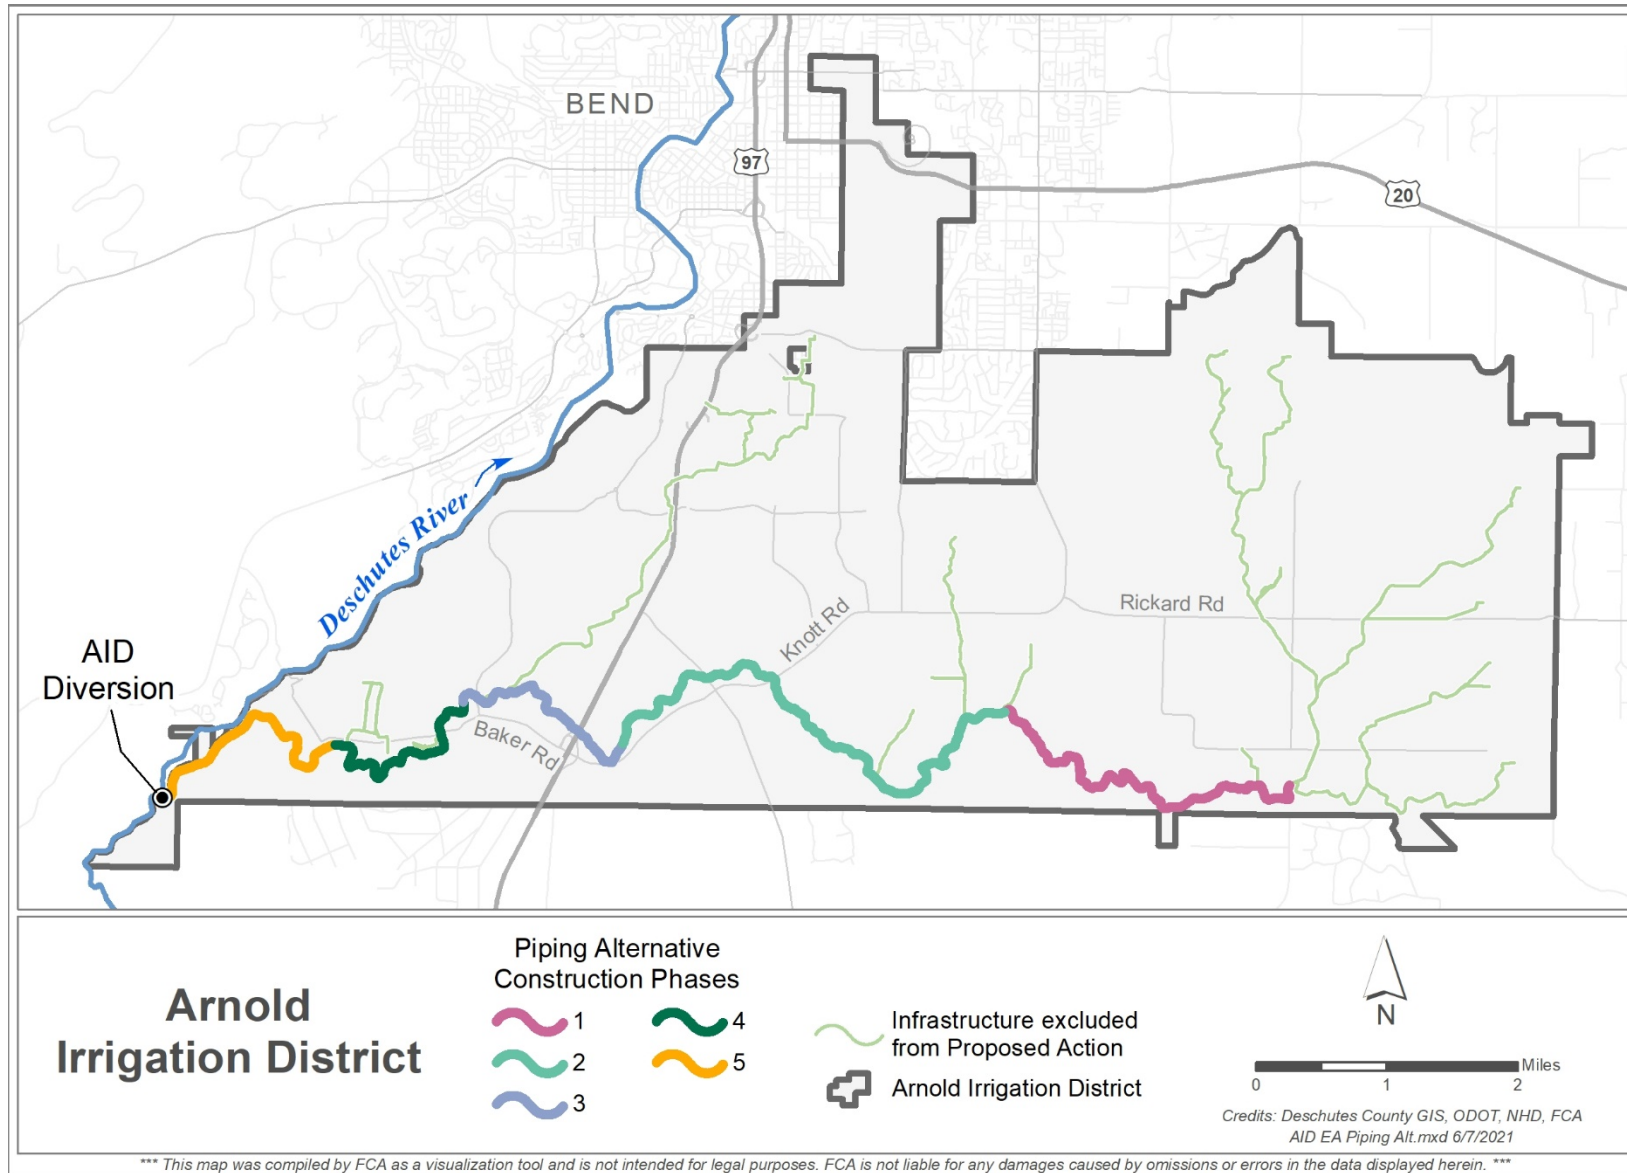 BEND
97
20
Deschutes River
AID
Diversion
Knott Rd
Rickard Rd
Baker Rd
Arnold
Irrigation District
Piping Alternative
Construction Phases
1
2
3
4
5
Infrastructure excluded
from Proposed Action
Arnold Irrigation District
N
Miles
0 1 2
Credits: Deschutes County GIS, ODOT, NHD, FCA
AID EA Piping Alt.mxd 6/7/2021
*** This map was compiled by FCA as a visualization tool and is not intended for legal purposes. FCA is not liable for any damages caused by omissions or errors in the data displayed herein. ***